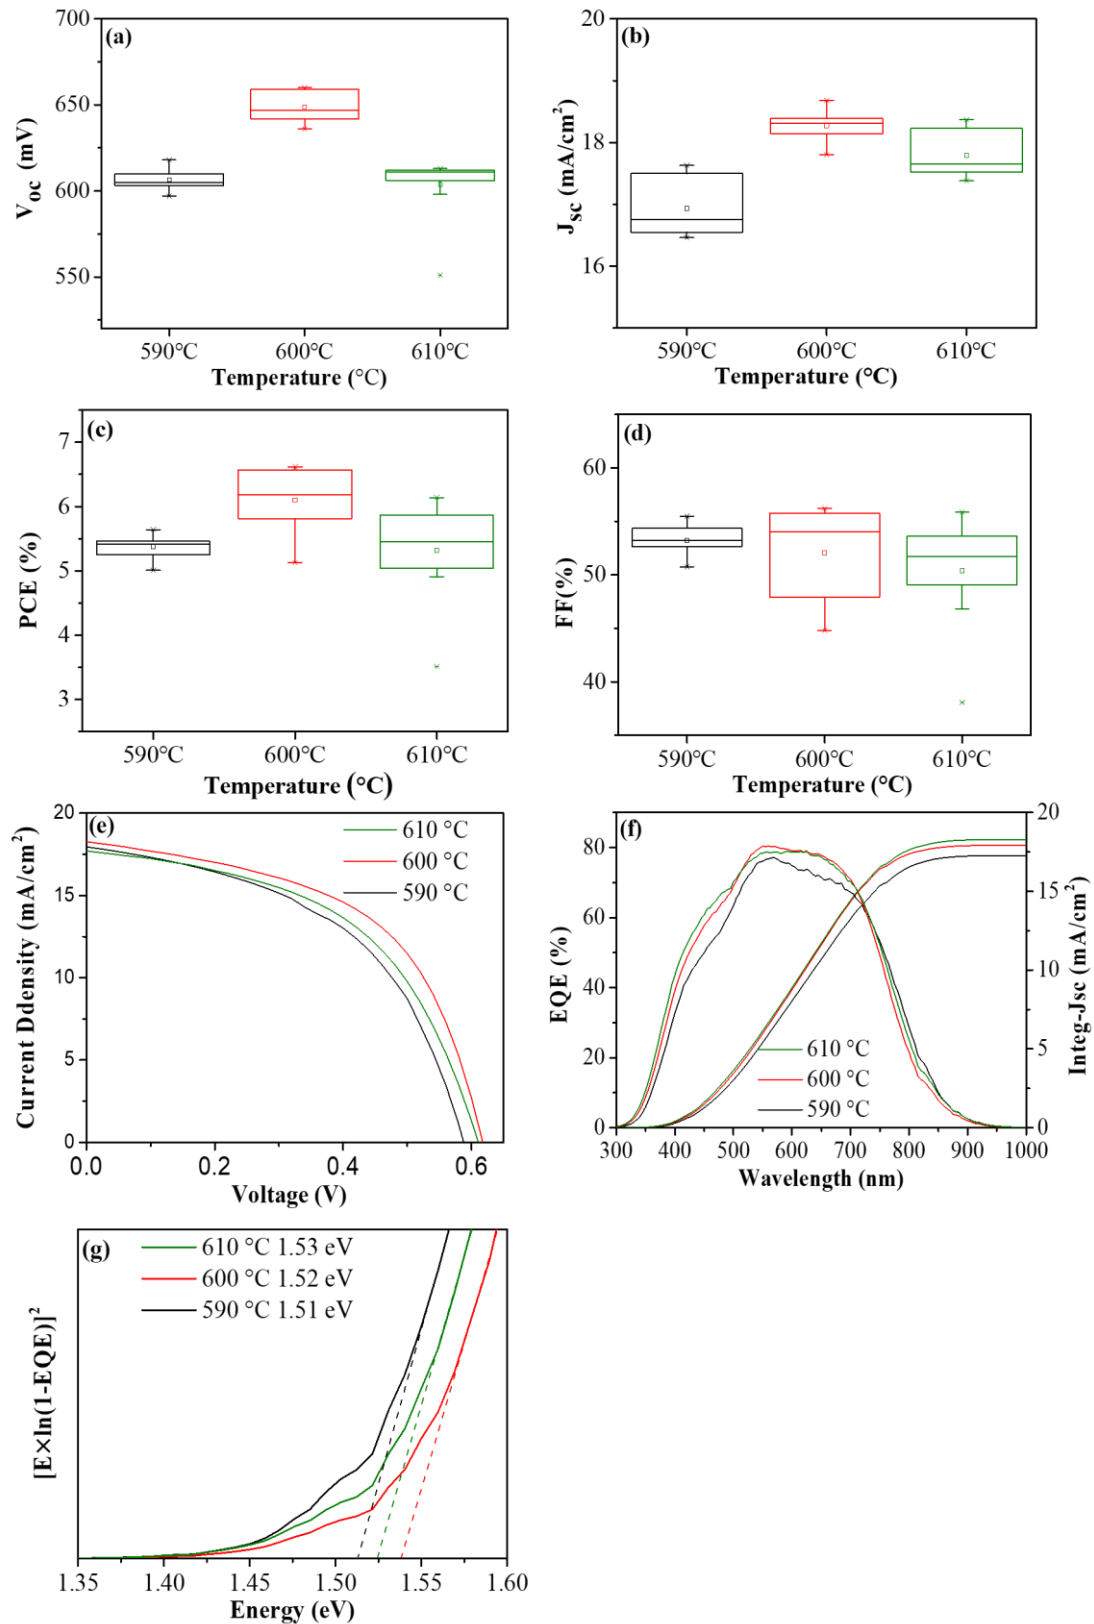 (a)
700
650
600
550
Voc (mV)
590°C 600°C 610°C
Temperature (°C)
(b)
20
18
16
Jsc (mA/cm²)
590°C 600°C 610°C
Temperature (°C)
(c)
7
6
5
4
3
PCE (%)
590°C 600°C 610°C
Temperature (°C)
(d)
60
50
40
FF(%)
590°C 600°C 610°C
Temperature (°C)
(e)
20
15
10
5
0
Current Ddensity (mA/cm²)
610 °C
600 °C
590 °C
0.0 0.2 0.4 0.6
Voltage (V)
(f)
80
60
40
20
0
EQE (%)
20
15
10
5
0
Integ-Jsc (mA/cm²)
610 °C
600 °C
590 °C
300 400 500 600 700 800 900 1000
Wavelength (nm)
(g)
610 °C 1.53 eV
600 °C 1.52 eV
590 °C 1.51 eV
[E×ln(1-EQE)]²
1.35 1.40 1.45 1.50 1.55 1.60
Energy (eV)